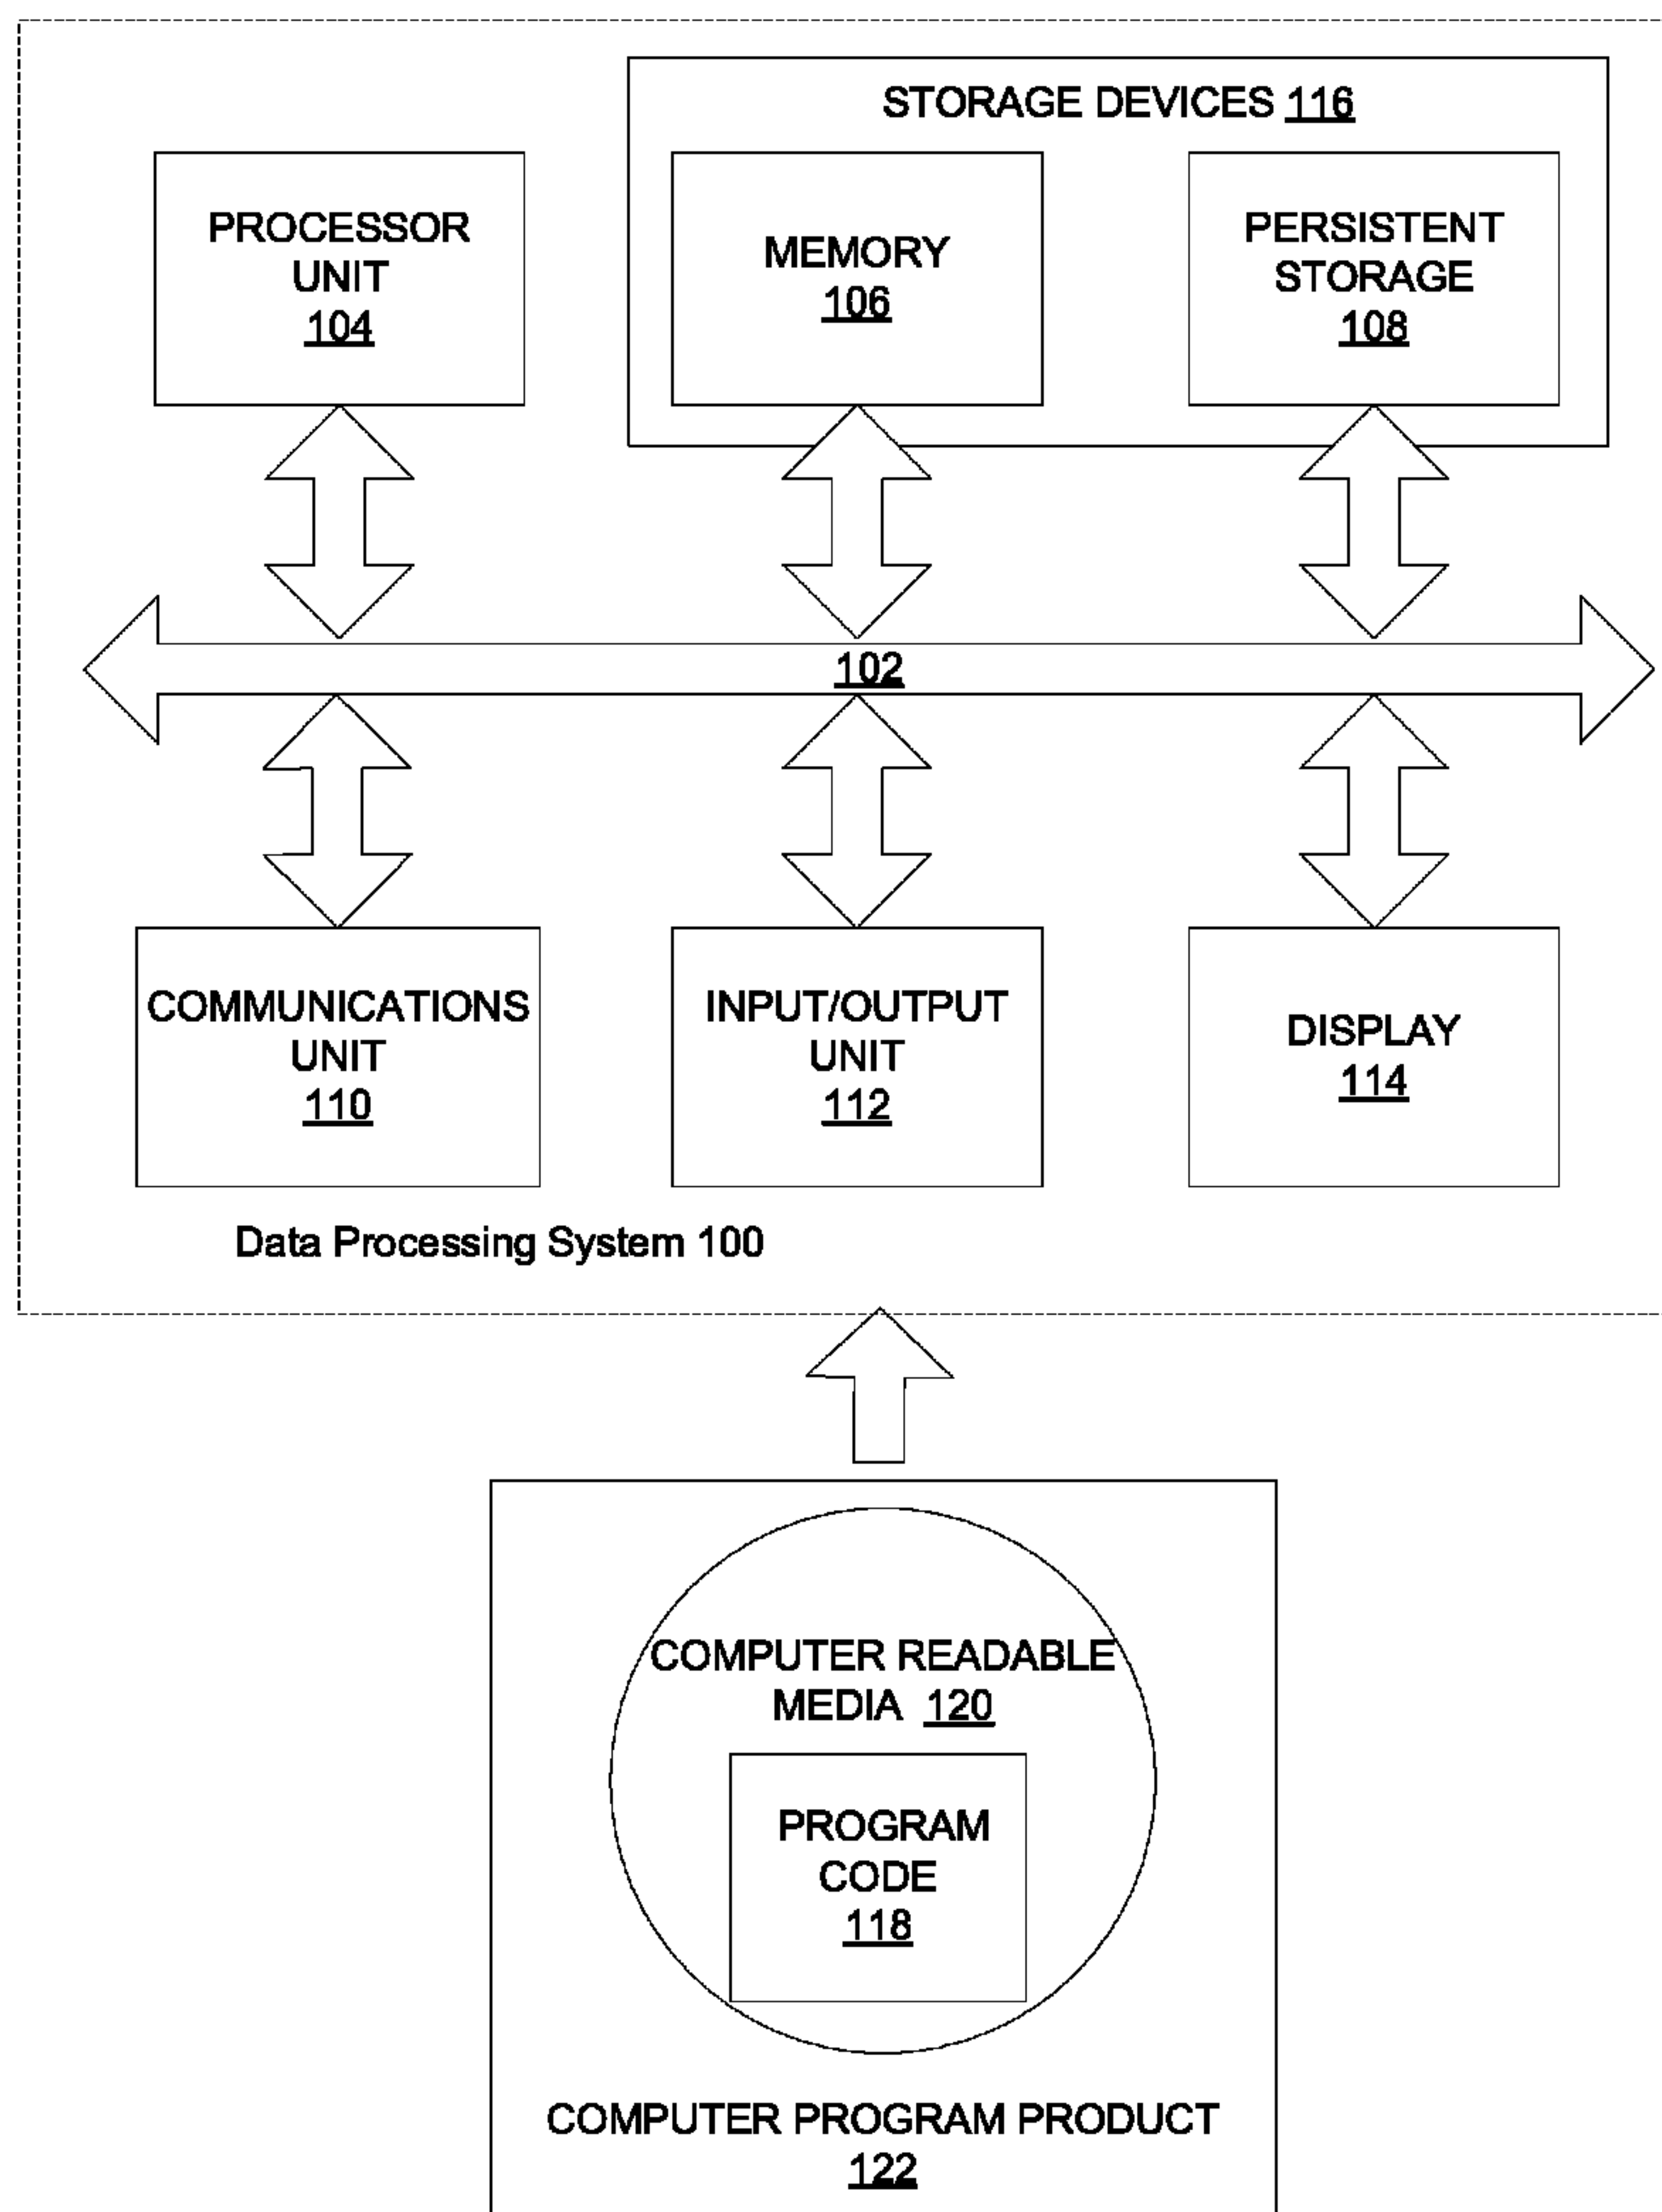 STORAGE DEVICES 116
PROCESSOR
UNIT
104
MEMORY
106
PERSISTENT
STORAGE
108
102
COMMUNICATIONS
UNIT
110
INPUT/OUTPUT
UNIT
112
DISPLAY
114
Data Processing System 100
COMPUTER READABLE
MEDIA 120
PROGRAM
CODE
118
COMPUTER PROGRAM PRODUCT
122